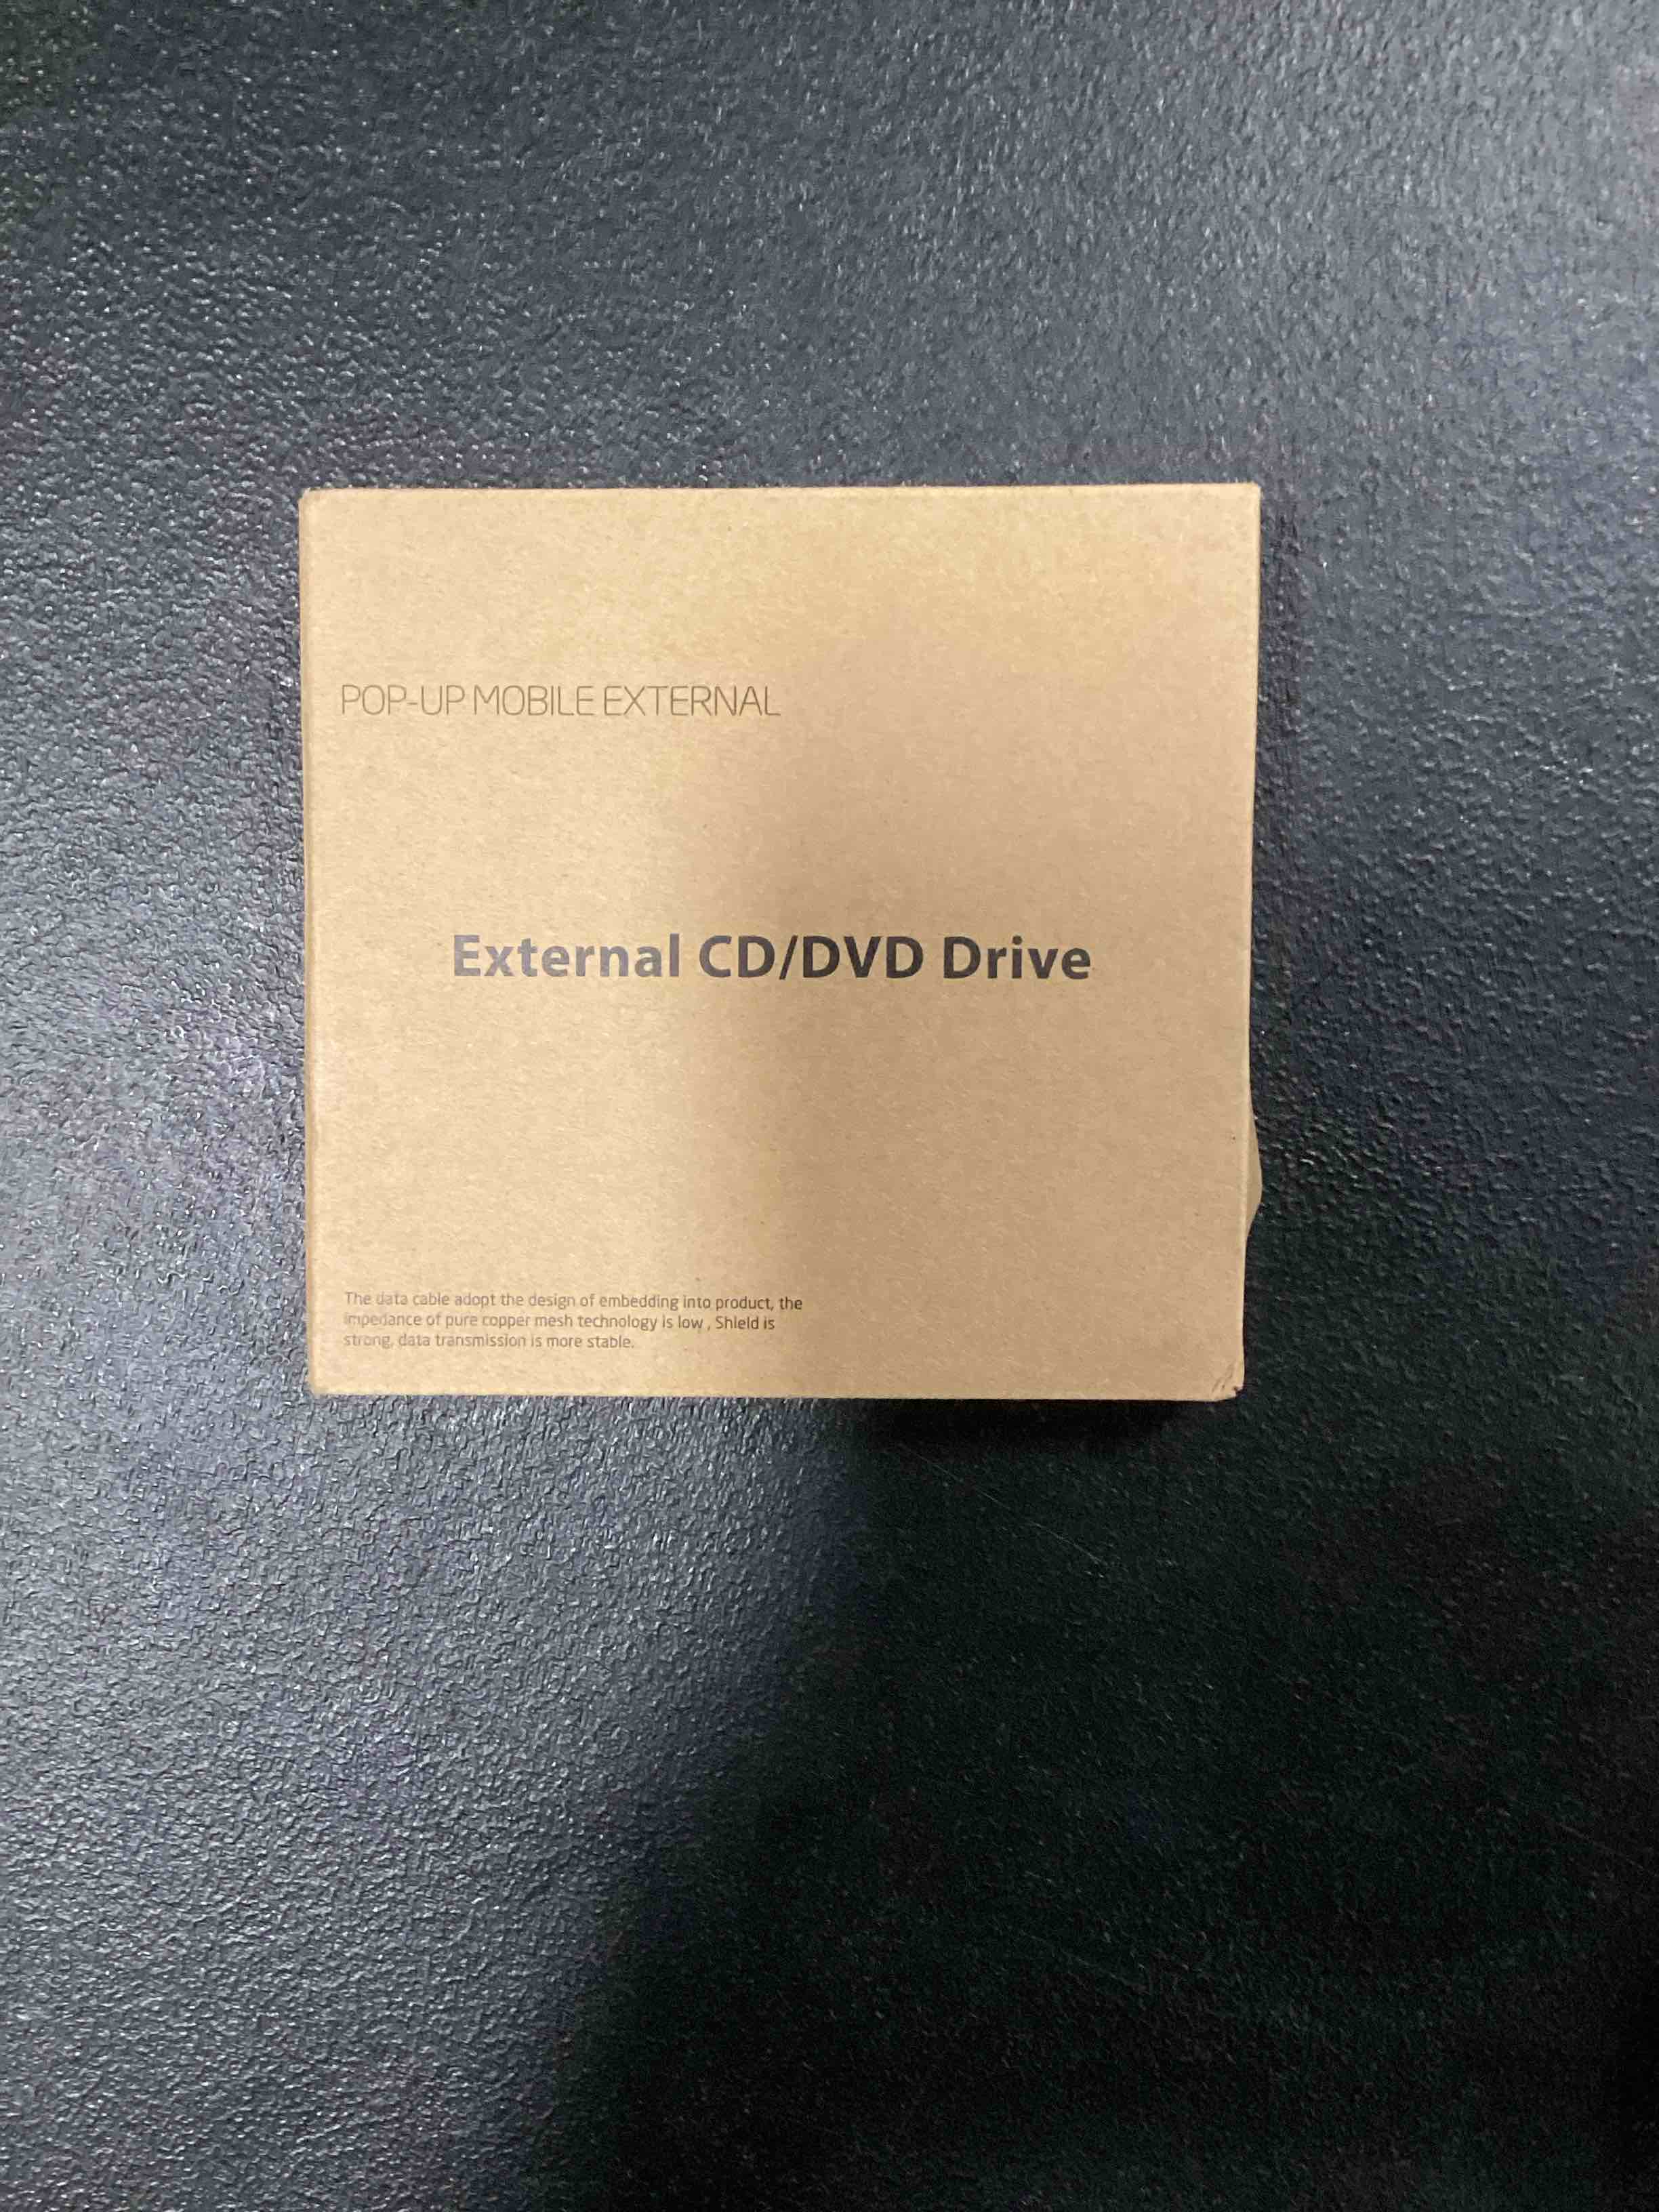 POP-UP MOBILE EXTERNAL
External CD/DVD Drive
The data cable adopt the design of embedding into product, the
impedance of pure copper mesh technology is low , Shield is
strong, data transmission is more stable.